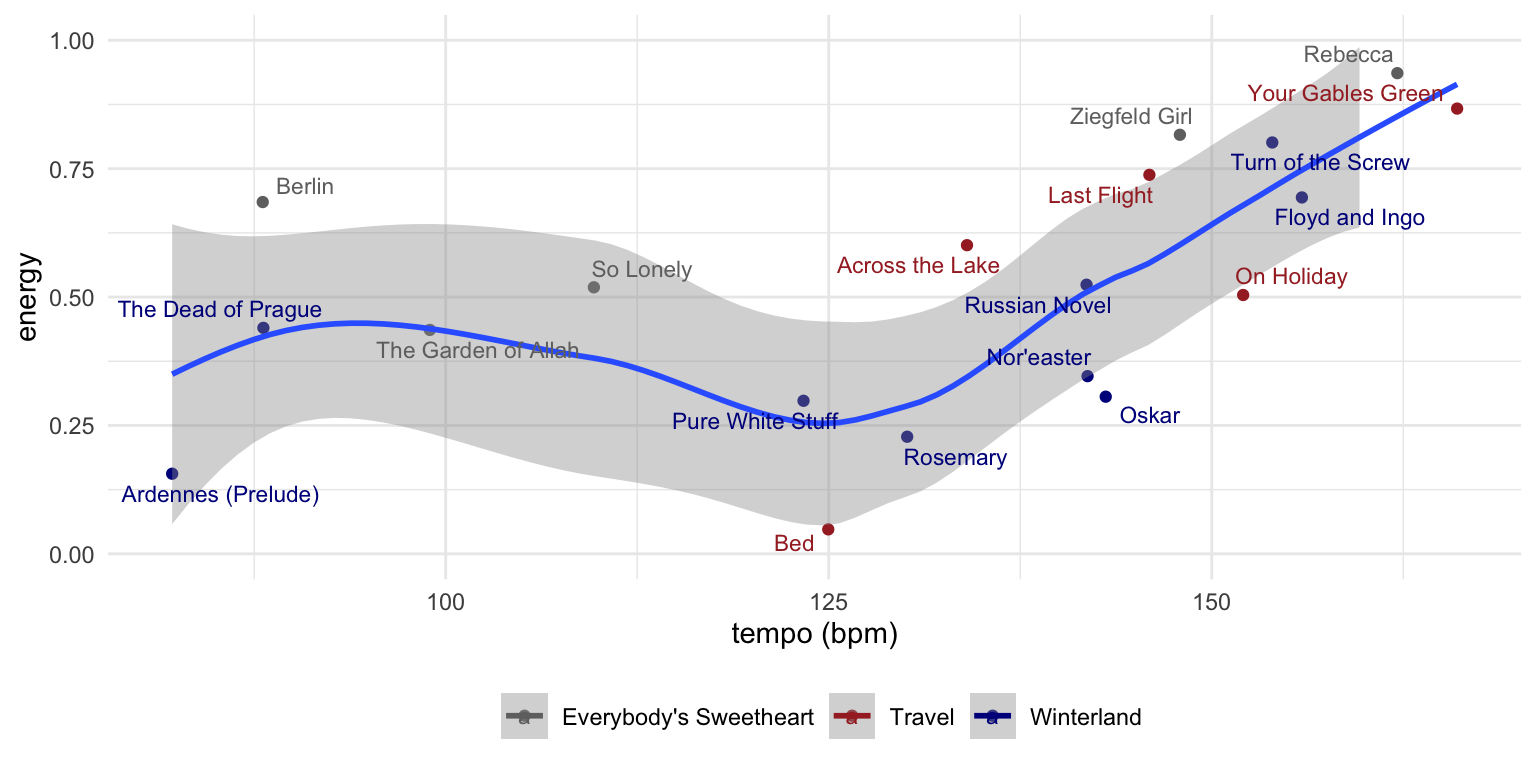 1.00
0.75
0.50
0.25
0.00
energy
Rebecca
Your Gables Green
Ziegfeld Girl
Turn of the Screw
Berlin
Last Flight
Floyd and Ingo
Across the Lake
So Lonely
On Holiday
The Dead of Prague
Russian Novel
The Garden of Allah
Nor'easter
Oskar
Pure White Stuff
Rosemary
Ardennes (Prelude)
Bed
100
125
150
tempo (bpm)
a Everybody's Sweetheart a Travel a Winterland